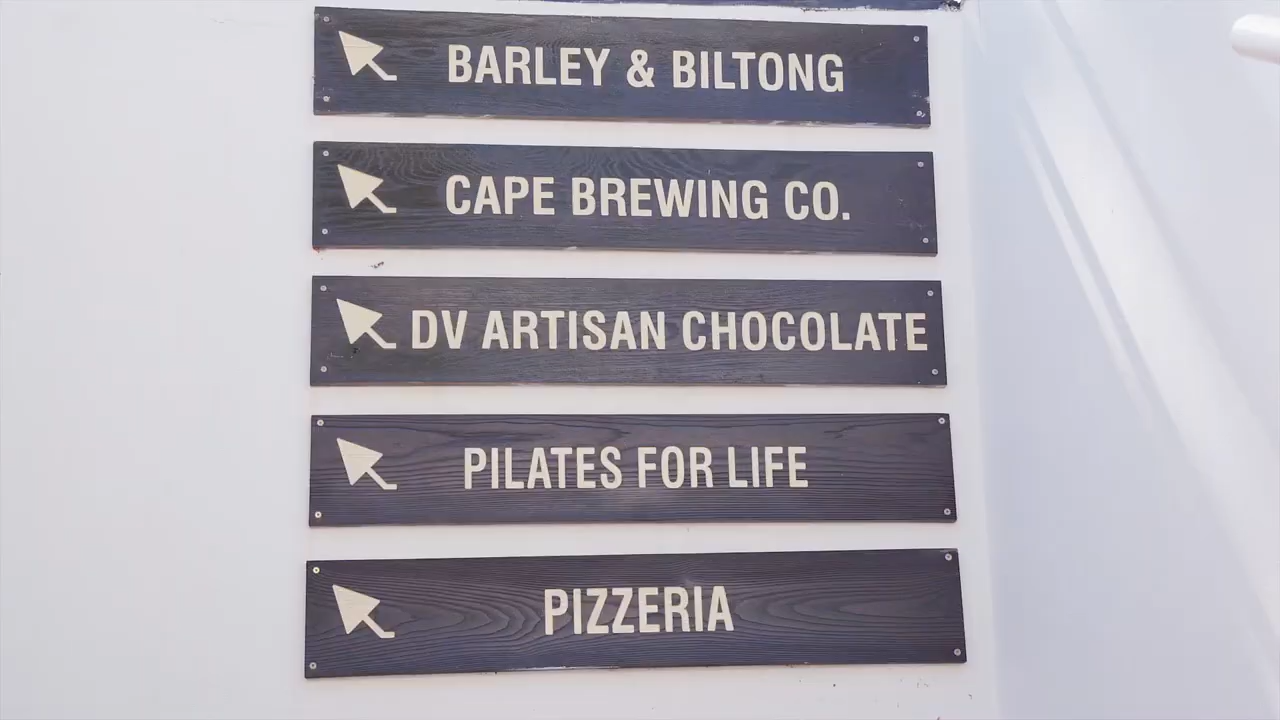 BARLEY & BILTONG
CAPE BREWING CO.
DV ARTISAN CHOCOLATE
PILATES FOR LIFE
PIZZERIA